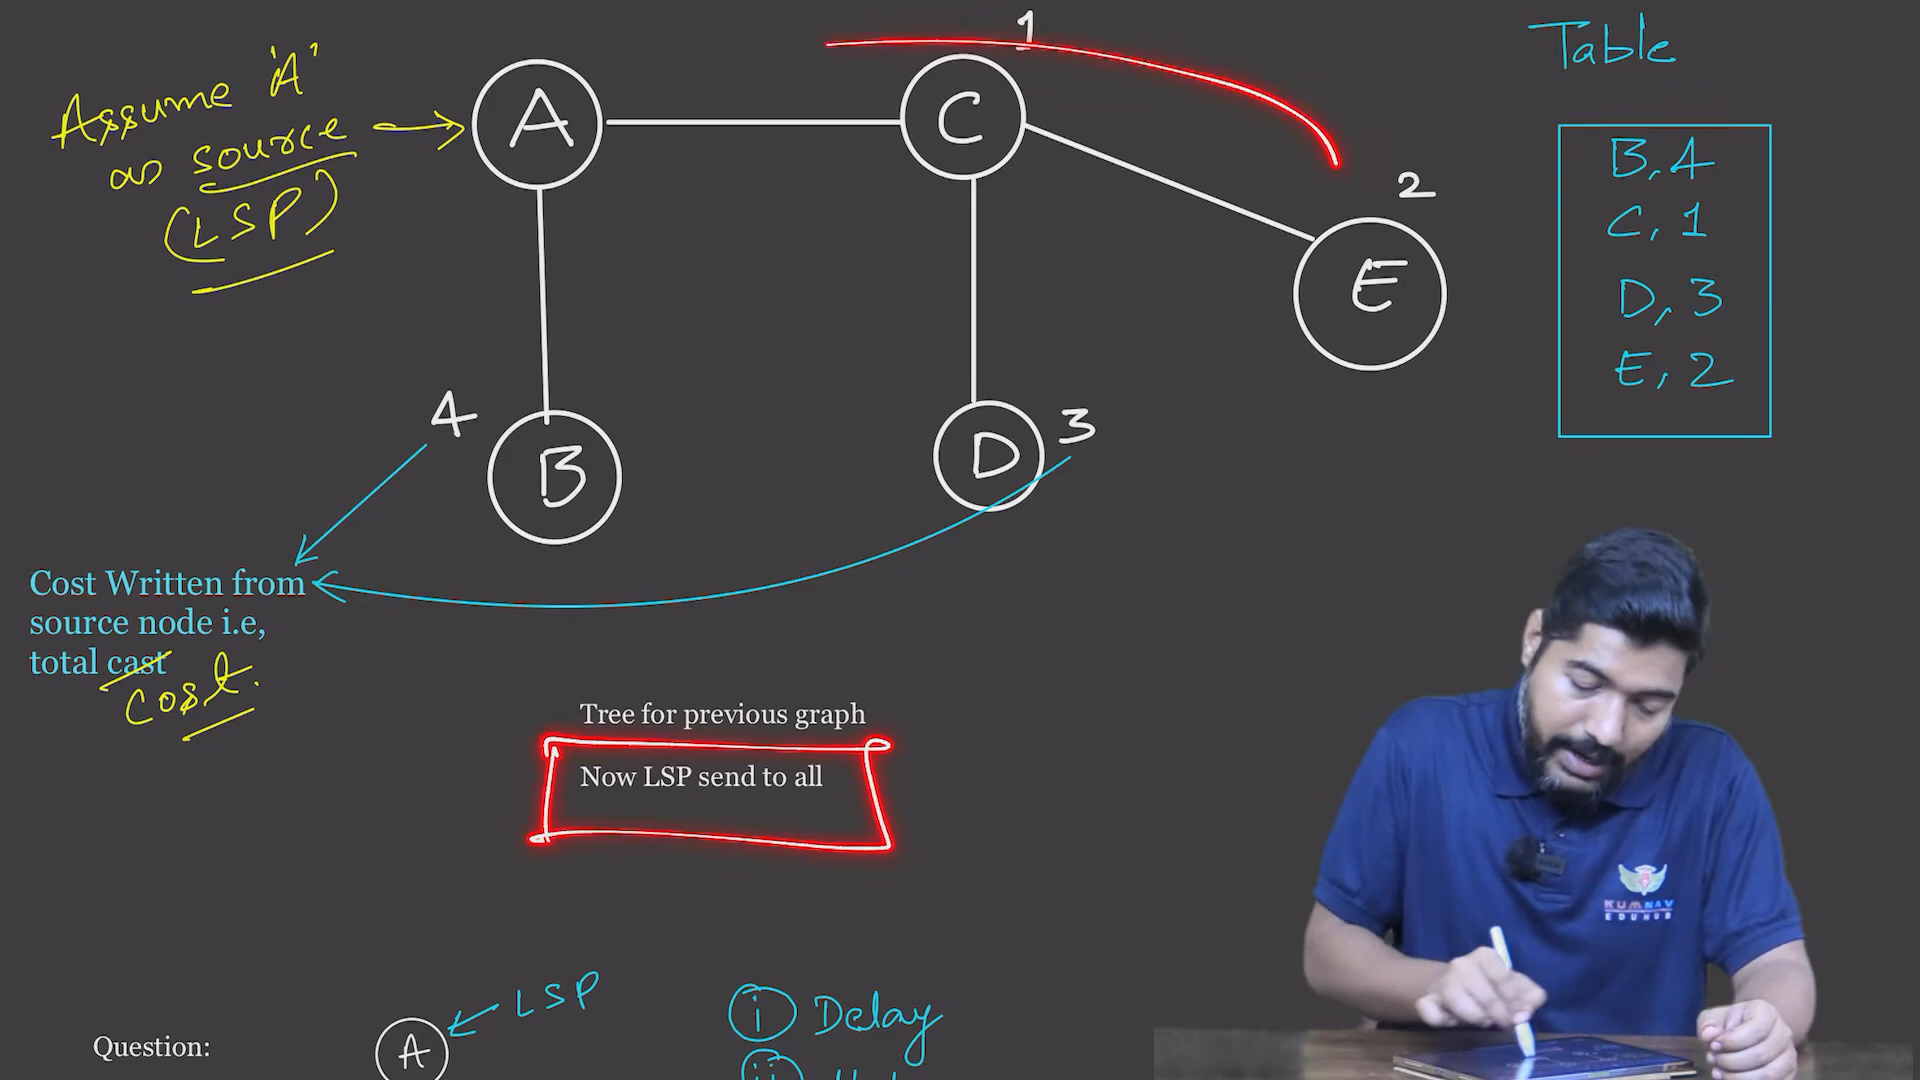 Assume 'A'
as source
(LSP)
A
C
1
E
2
B
4
D
3
Table
B, 4
C, 1
D, 3
E, 2
Cost Written from
source node i.e,
total cast
cost.
Tree for previous graph
Now LSP send to all
KUMNAV
EDUHUB
Question:
A
LSP
i Delay
ii